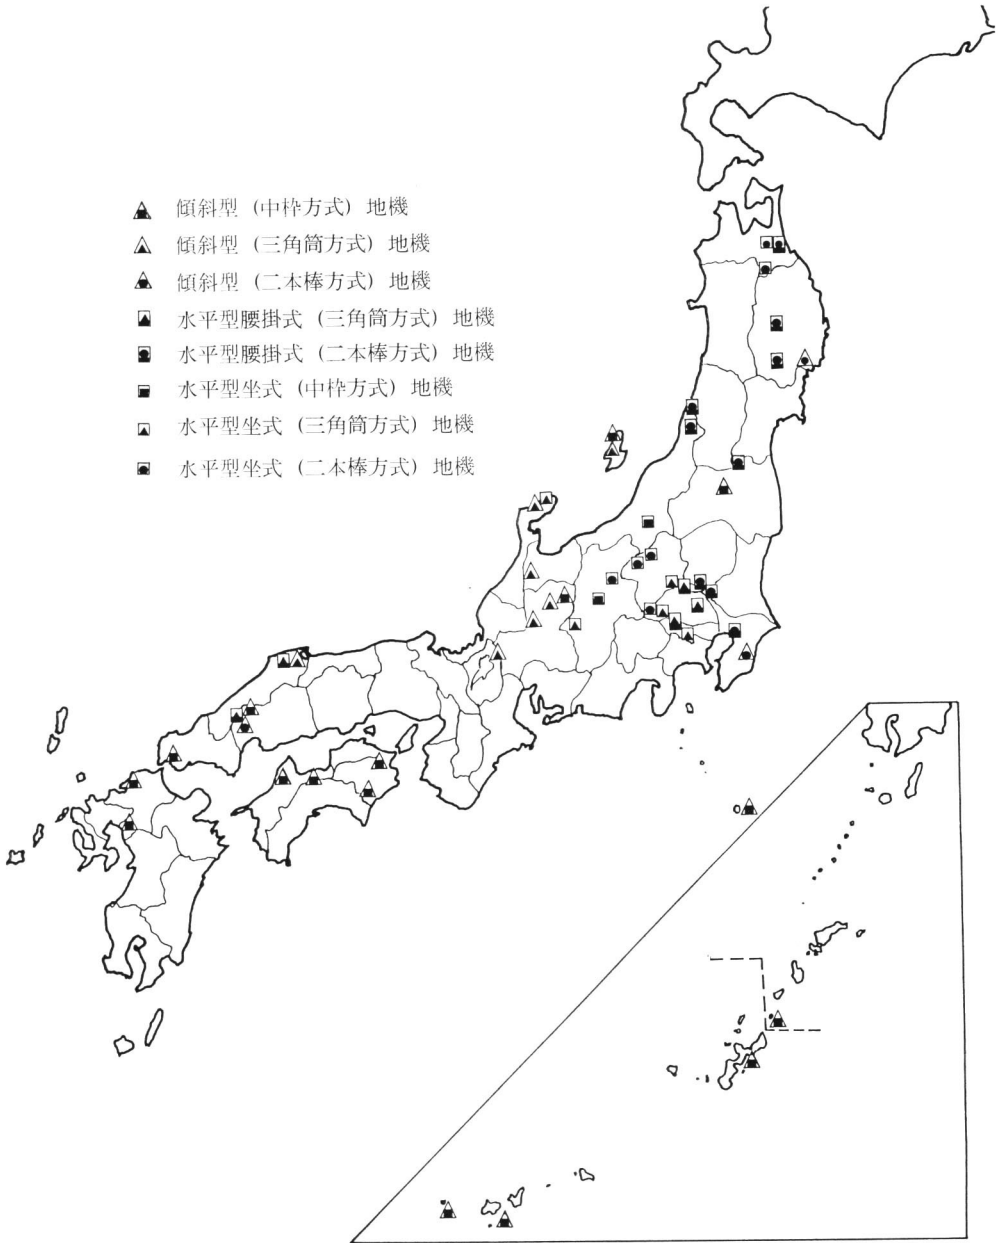 傾斜型（中枠方式）地機
傾斜型（三角筒方式）地機
傾斜型（二本棒方式）地機
水平型腰掛式（三角筒方式）地機
水平型腰掛式（二本棒方式）地機
水平型坐式（中枠方式）地機
水平型坐式（三角筒方式）地機
水平型坐式（二本棒方式）地機